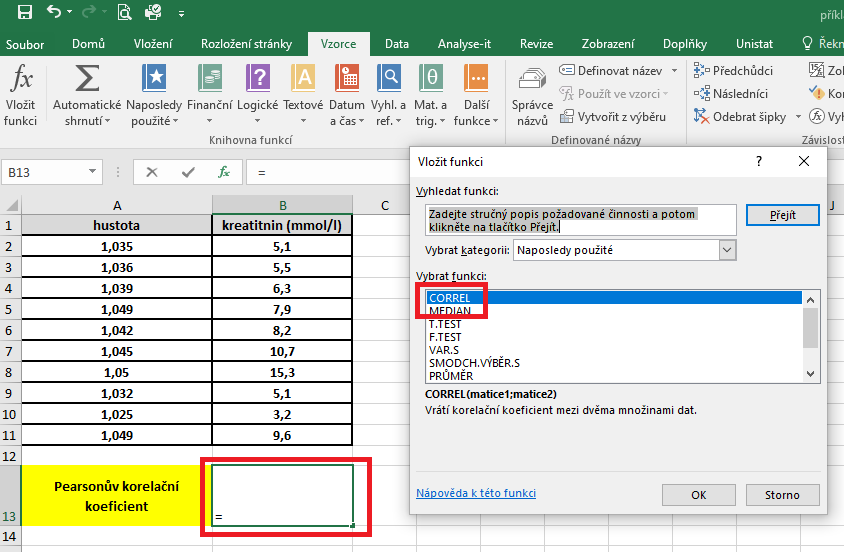 příkl
Soubor Domů Vložení Rozložení stránky Vzorce Data Analyse-it Revize Zobrazení Doplňky Unistat Řekn
fx Σ
Vložit funkci
Automatické shrnutí
Naposledy použité
Finanční
Logické
Textové
Datum a čas
Vyhl. a ref.
Mat. a trig.
Další funkce
Knihovna funkcí
Správce názvů
Definovat název
Použít ve vzorci
Vytvořit z výběru
Definované názvy
Předchůdci
Následníci
Odebrat šipky
Zo
Kon
Vyh
Závislost
B13 fx =
A B C J
1 hustota kreatitnin (mmol/l)
2 1,035 5,1
3 1,036 5,5
4 1,039 6,3
5 1,049 7,9
6 1,042 8,2
7 1,045 10,7
8 1,05 15,3
9 1,032 5,1
10 1,025 3,2
11 1,049 9,6
12
13 Pearsonův korelační
koeficient
=
14
Vložit funkci ?
Vyhledat funkci:
Zadejte stručný popis požadované činnosti a potom
klikněte na tlačítko Přejít.
Přejít
Vybrat kategorii: Naposledy použité
Vybrat funkci:
CORREL
MEDIAN
T.TEST
F.TEST
VAR.S
SMODCH.VÝBĚR.S
PRŮMĚR
CORREL(matice1;matice2)
Vrátí korelační koeficient mezi dvěma množinami dat.
Nápověda k této funkci
OK
Storno